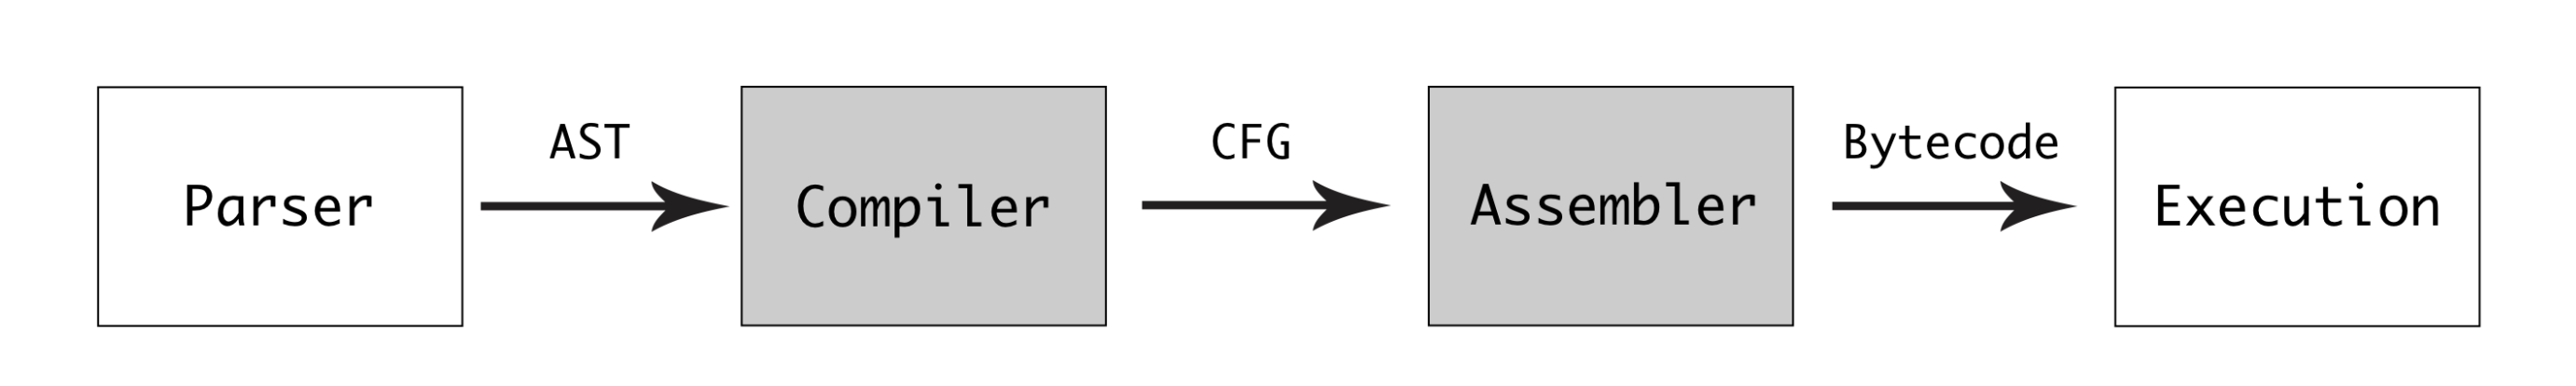 Parser
AST
Compiler
CFG
Assembler
Bytecode
Execution